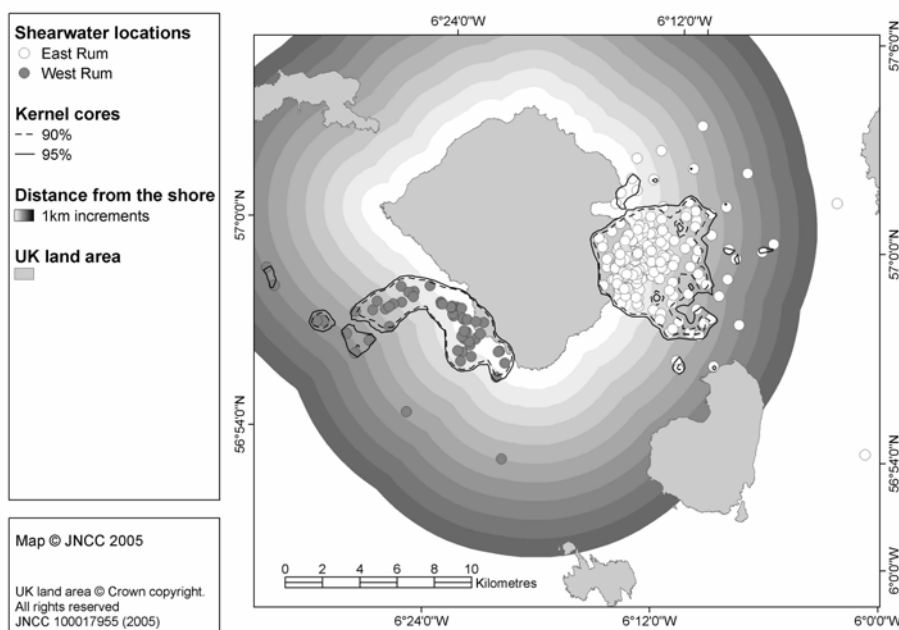 Shearwater locations
East Rum
West Rum
Kernel cores
90%
95%
Distance from the shore
1km increments
UK land area
Map © JNCC 2005
UK land area © Crown copyright.
All rights reserved
JNCC 100017955 (2005)
6°24'0"W
6°12'0"W
57°6'0"N
57°0'0"N
57°0'0"N
56°54'0"N
56°54'0"N
0 2 4 6 8 10
Kilometres
6°0'0"W
6°24'0"W
6°12'0"W
6°0'0"W